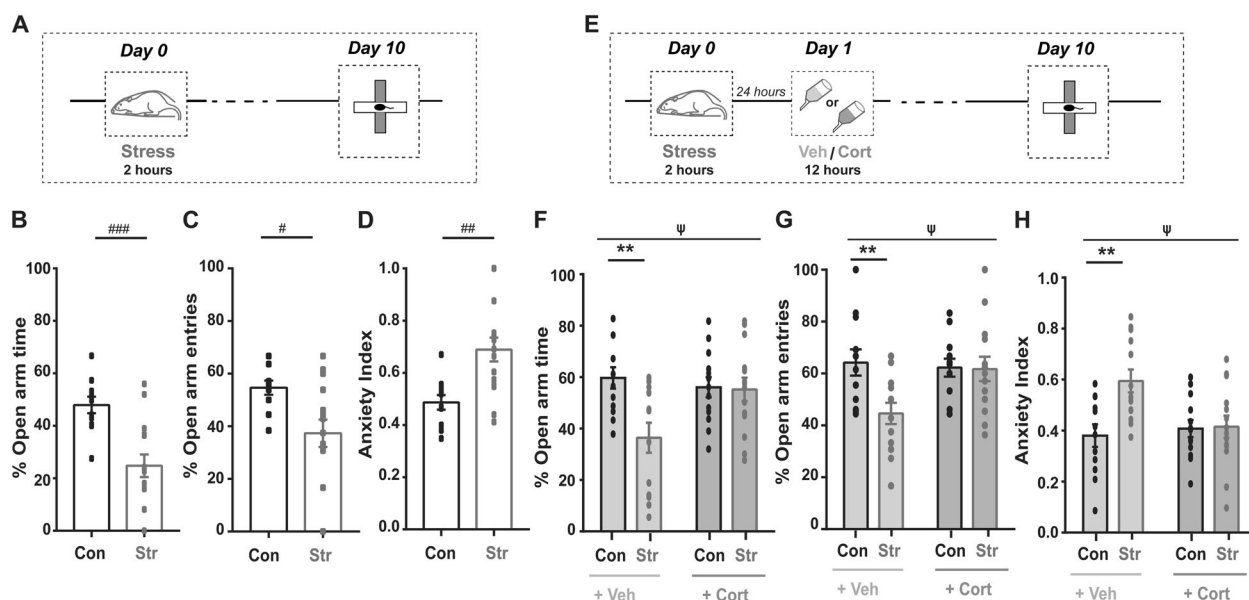 A
Day 0
Day 10
Stress
2 hours
E
Day 0
Day 1
Day 10
24 hours
or
Stress
Veh / Cort
2 hours
12 hours
B
###
% Open arm time
100
80
60
40
20
0
Con Str
C
#
% Open arm entries
100
80
60
40
20
0
Con Str
D
##
Anxiety Index
1.0
0.8
0.6
0.4
0.2
0.0
Con Str
F
ψ
**
% Open arm time
100
80
60
40
20
0
Con Str Con Str
+ Veh + Cort
G
ψ
**
% Open arm entries
100
80
60
40
20
0
Con Str Con Str
+ Veh + Cort
H
ψ
**
Anxiety Index
1.0
0.8
0.6
0.4
0.2
0.0
Con Str Con Str
+ Veh + Cort